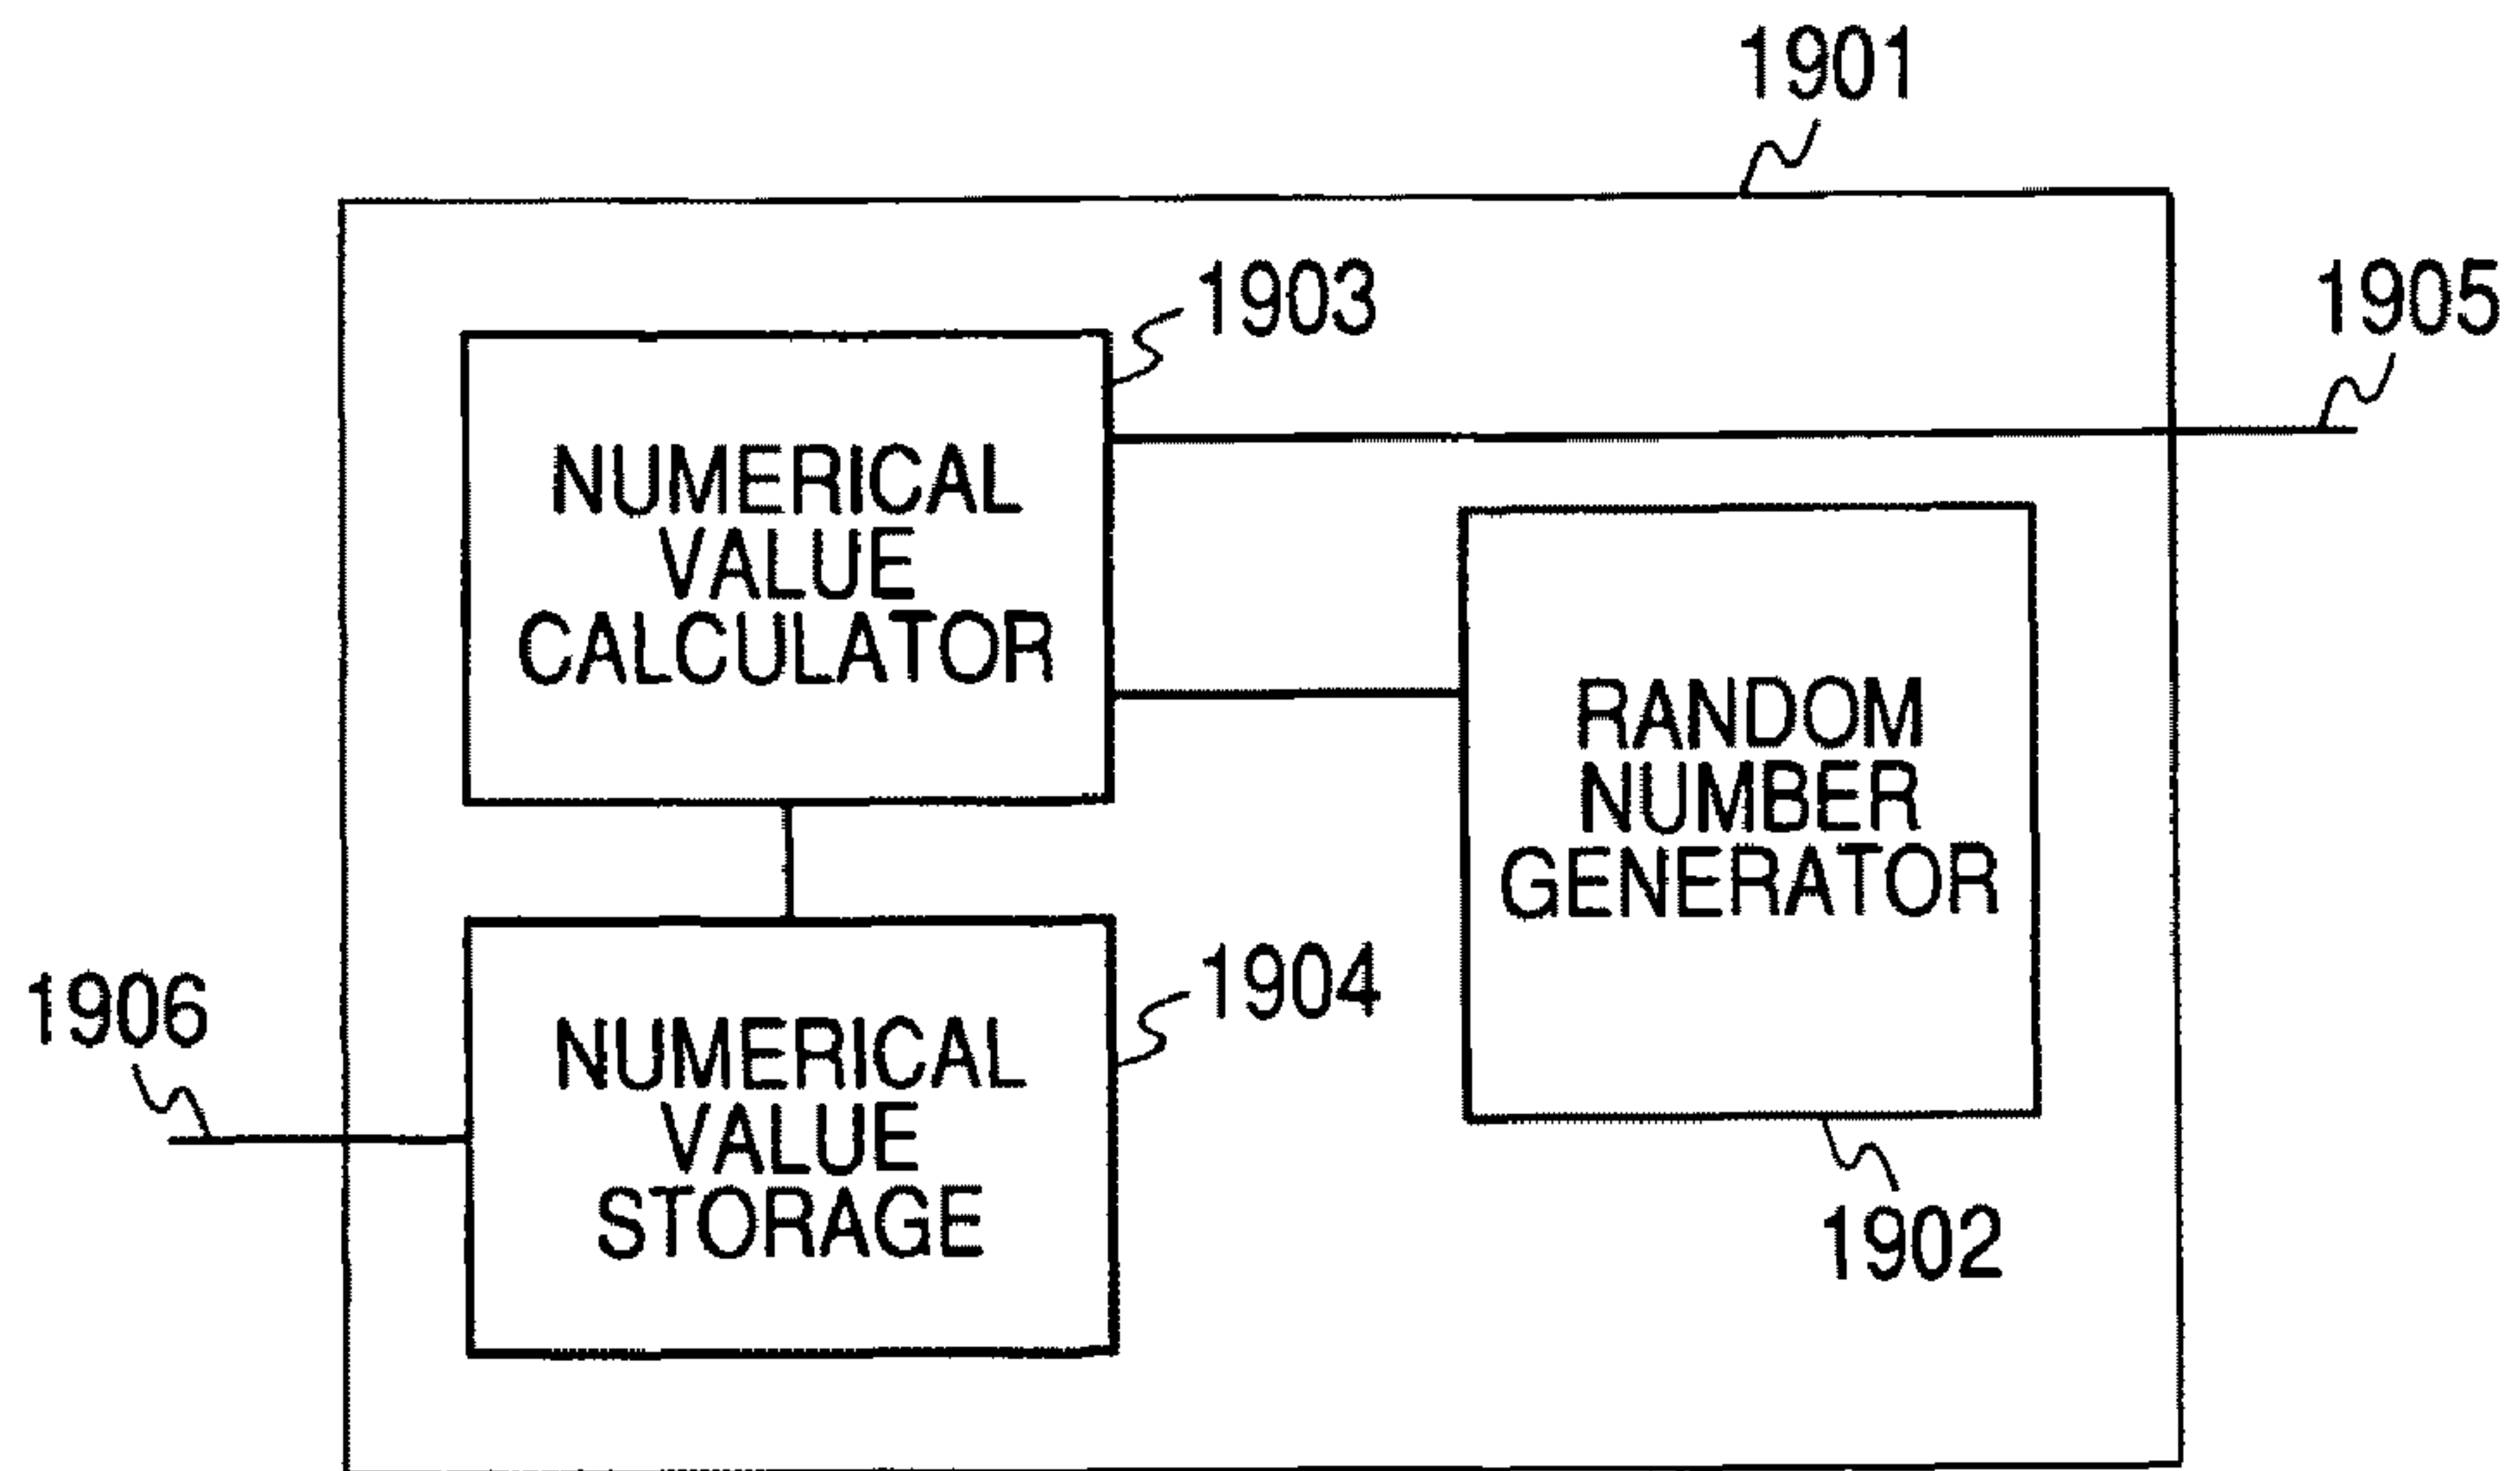 1901
1903
1905
NUMERICAL
VALUE
CALCULATOR
RANDOM
NUMBER
GENERATOR
1904
1906
NUMERICAL
VALUE
STORAGE
1902